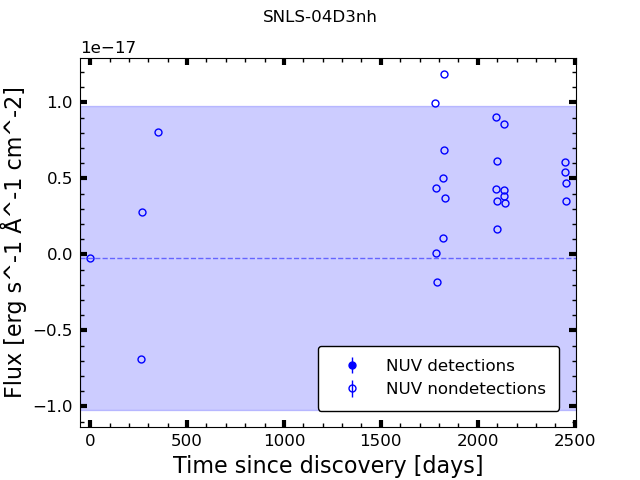 SNLS-04D3nh
1e−17
1.0
0.5
0.0
−0.5
−1.0
Flux [erg s^-1 Å^-1 cm^-2]
NUV detections
NUV nondetections
0 500 1000 1500 2000 2500
Time since discovery [days]